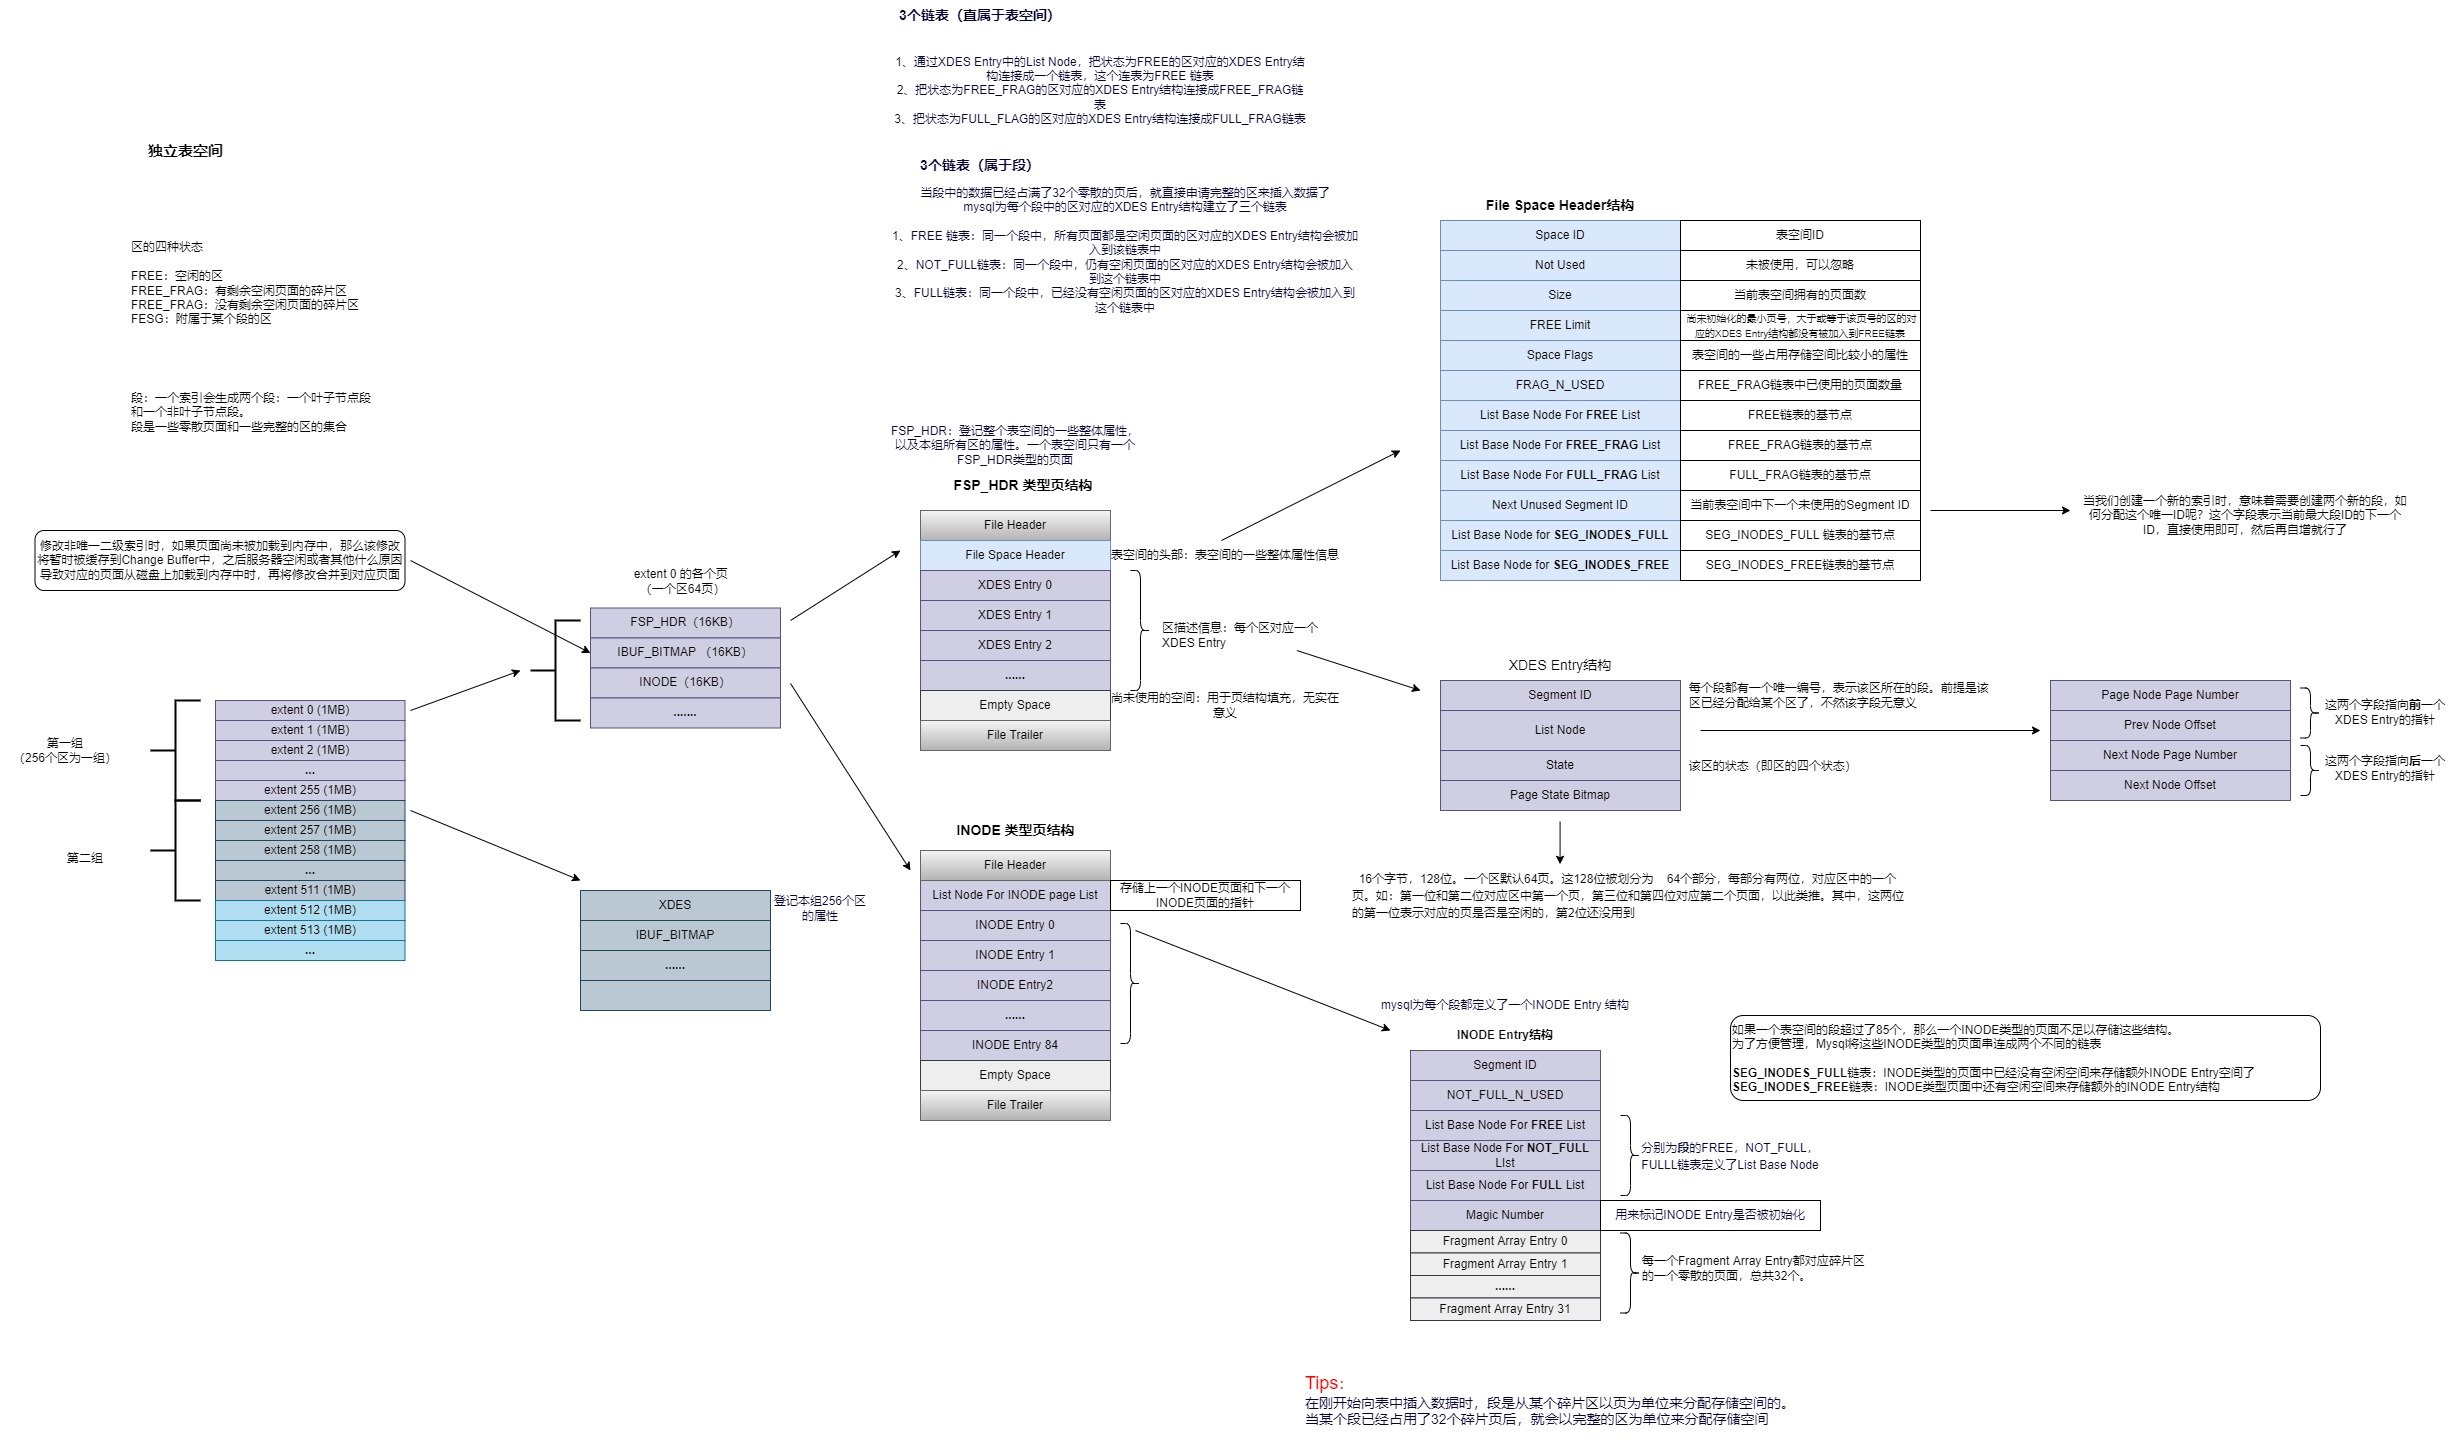 3个链表（直属于表空间）
1、通过XDES Entry中的List Node，把状态为FREE的区对应的XDES Entry结
构连接成一个链表，这个连表为FREE 链表
2、把状态为FREE_FRAG的区对应的XDES Entry结构连接成FREE_FRAG链
表
3、把状态为FULL_FLAG的区对应的XDES Entry结构连接成FULL_FRAG链表
独立表空间
3个链表（属于段）
当段中的数据已经占满了32个零散的页后，就直接申请完整的区来插入数据了
mysql为每个段中的区对应的XDES Entry结构建立了三个链表
1、FREE 链表：同一个段中，所有页面都是空闲页面的区对应的XDES Entry结构会被加
入到该链表中
2、NOT_FULL链表：同一个段中，仍有空闲页面的区对应的XDES Entry结构会被加入
到这个链表中
3、FULL链表：同一个段中，已经没有空闲页面的区对应的XDES Entry结构会被加入到
这个链表中
区的四种状态
FREE：空闲的区
FREE_FRAG：有剩余空闲页面的碎片区
FREE_FRAG：没有剩余空闲页面的碎片区
FESG：附属于某个段的区
段：一个索引会生成两个段：一个叶子节点段
和一个非叶子节点段。
段是一些零散页面和一些完整的区的集合
File Space Header结构
Space ID 表空间ID
Not Used 未被使用，可以忽略
Size 当前表空间拥有的页面数
FREE Limit 尚未初始化的最小页号，大于或等于该页号的区的对
应的XDES Entry结构都没有被加入到FREE链表
Space Flags 表空间的一些占用存储空间比较小的属性
FRAG_N_USED FREE_FRAG链表中已使用的页面数量
List Base Node For FREE List FREE链表的基节点
List Base Node For FREE_FRAG List FREE_FRAG链表的基节点
List Base Node For FULL_FRAG List FULL_FRAG链表的基节点
Next Unused Segment ID 当前表空间中下一个未使用的Segment ID
List Base Node for SEG_INODES_FULL SEG_INODES_FULL 链表的基节点
List Base Node for SEG_INODES_FREE SEG_INODES_FREE链表的基节点
当我们创建一个新的索引时，意味着需要创建两个新的段，如
何分配这个唯一ID呢？这个字段表示当前最大段ID的下一个
ID，直接使用即可，然后再自增就行了
FSP_HDR：登记整个表空间的一些整体属性，
以及本组所有区的属性。一个表空间只有一个
FSP_HDR类型的页面
FSP_HDR 类型页结构
File Header
File Space Header
表空间的头部：表空间的一些整体属性信息
XDES Entry 0
XDES Entry 1
XDES Entry 2
......
区描述信息：每个区对应一个
XDES Entry
Empty Space
尚未使用的空间：用于页结构填充，无实在
意义
File Trailer
修改非唯一二级索引时，如果页面尚未被加载到内存中，那么该修改
将暂时被缓存到Change Buffer中，之后服务器空闲或者其他什么原因
导致对应的页面从磁盘上加载到内存中时，再将修改合并到对应页面
extent 0 的各个页
（一个区64页）
FSP_HDR（16KB）
IBUF_BITMAP （16KB）
INODE（16KB）
.......
第一组
（256个区为一组）
extent 0 (1MB)
extent 1 (1MB)
extent 2 (1MB)
...
extent 255 (1MB)
第二组
extent 256 (1MB)
extent 257 (1MB)
extent 258 (1MB)
...
extent 511 (1MB)
extent 512 (1MB)
extent 513 (1MB)
...
XDES
IBUF_BITMAP
......
登记本组256个区
的属性
XDES Entry结构
Segment ID
每个段都有一个唯一编号，表示该区所在的段。前提是该
区已经分配给某个区了，不然该字段无意义
List Node
State
该区的状态（即区的四个状态）
Page State Bitmap
Page Node Page Number
Prev Node Offset
Next Node Page Number
Next Node Offset
这两个字段指向前一个
XDES Entry的指针
这两个字段指向后一个
XDES Entry的指针
16个字节，128位。一个区默认64页。这128位被划分为 64个部分，每部分有两位，对应区中的一个
页。如：第一位和第二位对应区中第一个页，第三位和第四位对应第二个页面，以此类推。其中，这两位
的第一位表示对应的页是否是空闲的，第2位还没用到
INODE 类型页结构
File Header
List Node For INODE page List
存储上一个INODE页面和下一个
INODE页面的指针
INODE Entry 0
INODE Entry 1
INODE Entry2
......
INODE Entry 84
Empty Space
File Trailer
mysql为每个段都定义了一个INODE Entry 结构
INODE Entry结构
Segment ID
NOT_FULL_N_USED
List Base Node For FREE List
List Base Node For NOT_FULL
LIst
List Base Node For FULL List
分别为段的FREE，NOT_FULL，
FULLL链表定义了List Base Node
Magic Number
用来标记INODE Entry是否被初始化
Fragment Array Entry 0
Fragment Array Entry 1
......
Fragment Array Entry 31
每一个Fragment Array Entry都对应碎片区
的一个零散的页面，总共32个。
如果一个表空间的段超过了85个，那么一个INODE类型的页面不足以存储这些结构。
为了方便管理，Mysql将这些INODE类型的页面串连成两个不同的链表
SEG_INODES_FULL链表：INODE类型的页面中已经没有空闲空间来存储额外INODE Entry空间了
SEG_INODES_FREE链表：INODE类型页面中还有空闲空间来存储额外的INODE Entry结构
Tips：
在刚开始向表中插入数据时，段是从某个碎片区以页为单位来分配存储空间的。
当某个段已经占用了32个碎片页后，就会以完整的区为单位来分配存储空间